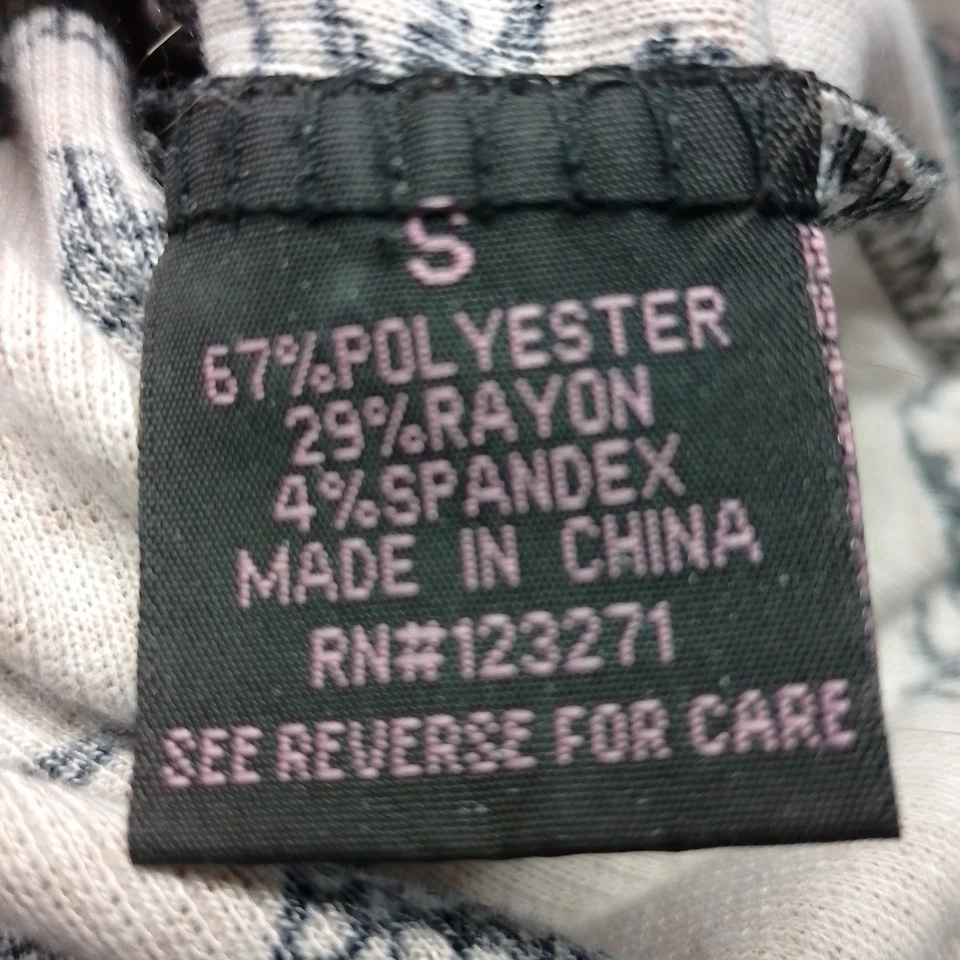 S
67%POLYESTER
29%RAYON
4%SPANDEX
MADE IN CHINA
RN#123271
SEE REVERSE FOR CARE